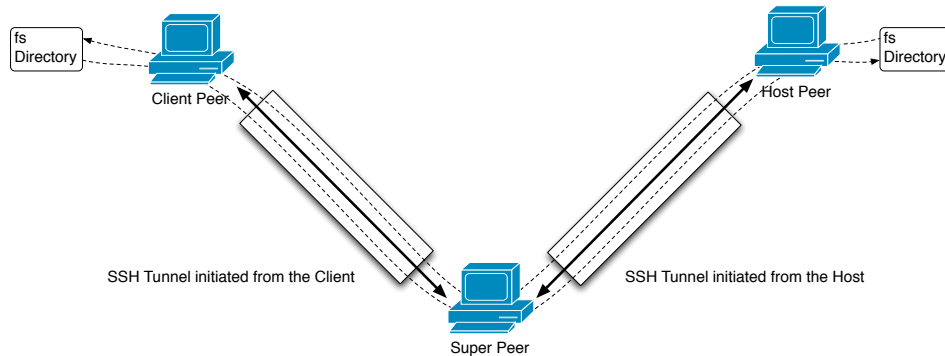 fs
Directory
fs
Directory
Client Peer
Host Peer
SSH Tunnel initiated from the Client
SSH Tunnel initiated from the Host
Super Peer